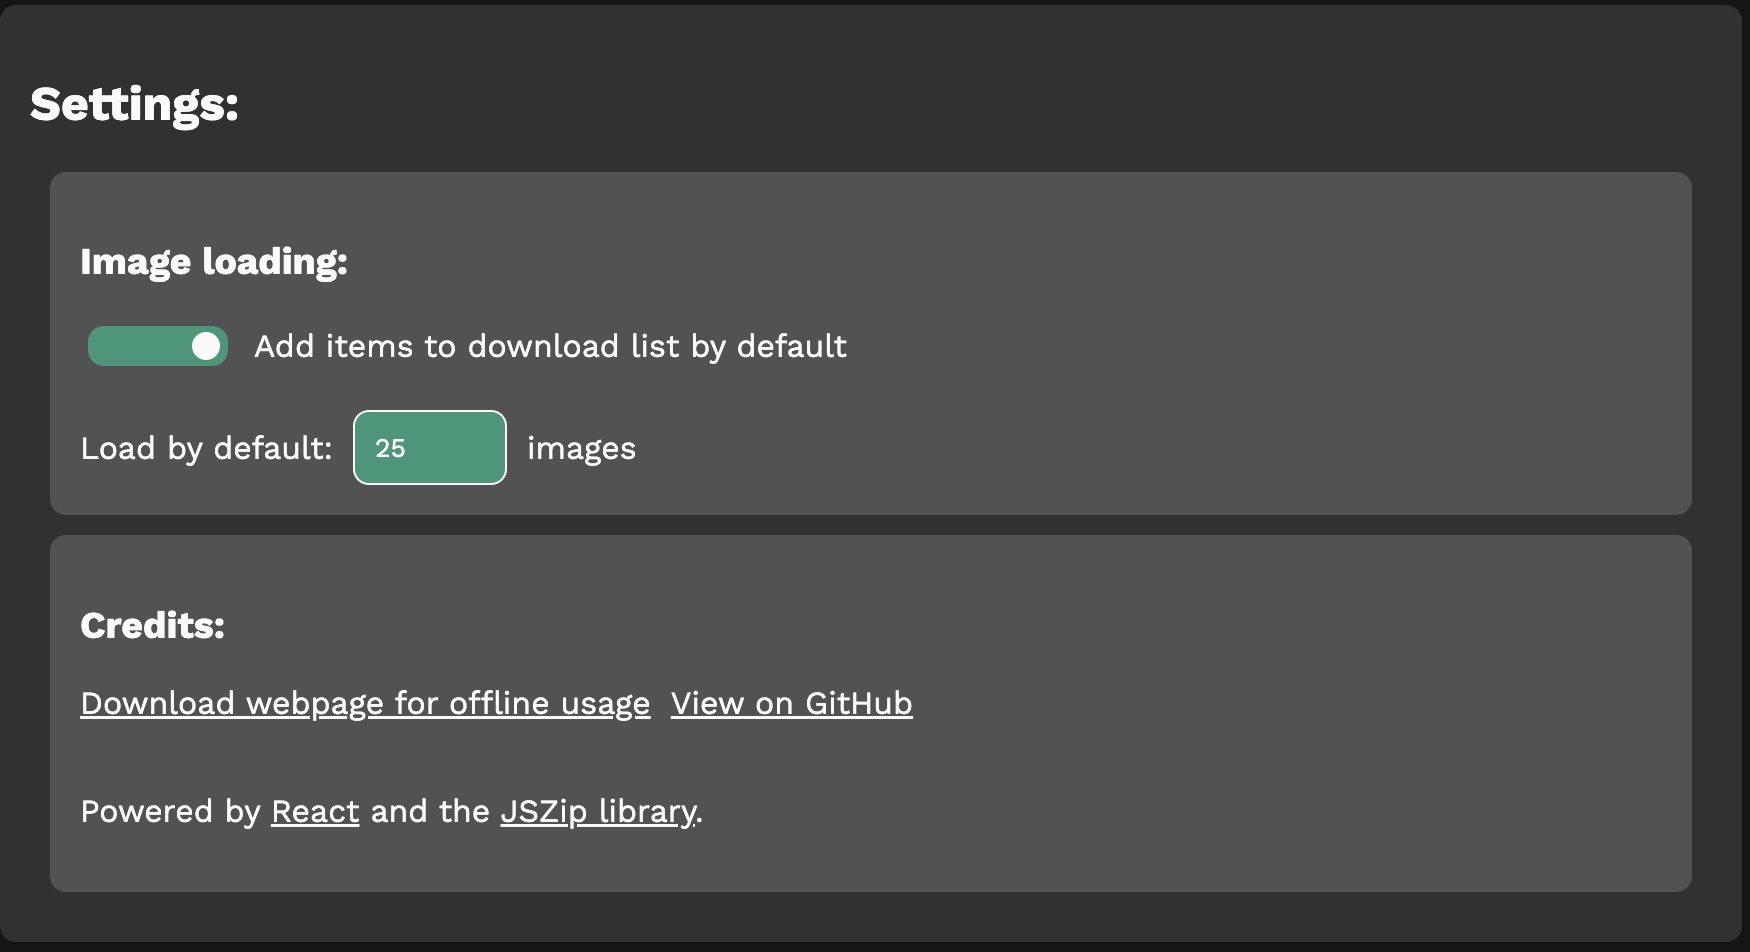 Settings:
Image loading:
Add items to download list by default
Load by default: 25 images
Credits:
Download webpage for offline usage View on GitHub
Powered by React and the JSZip library.